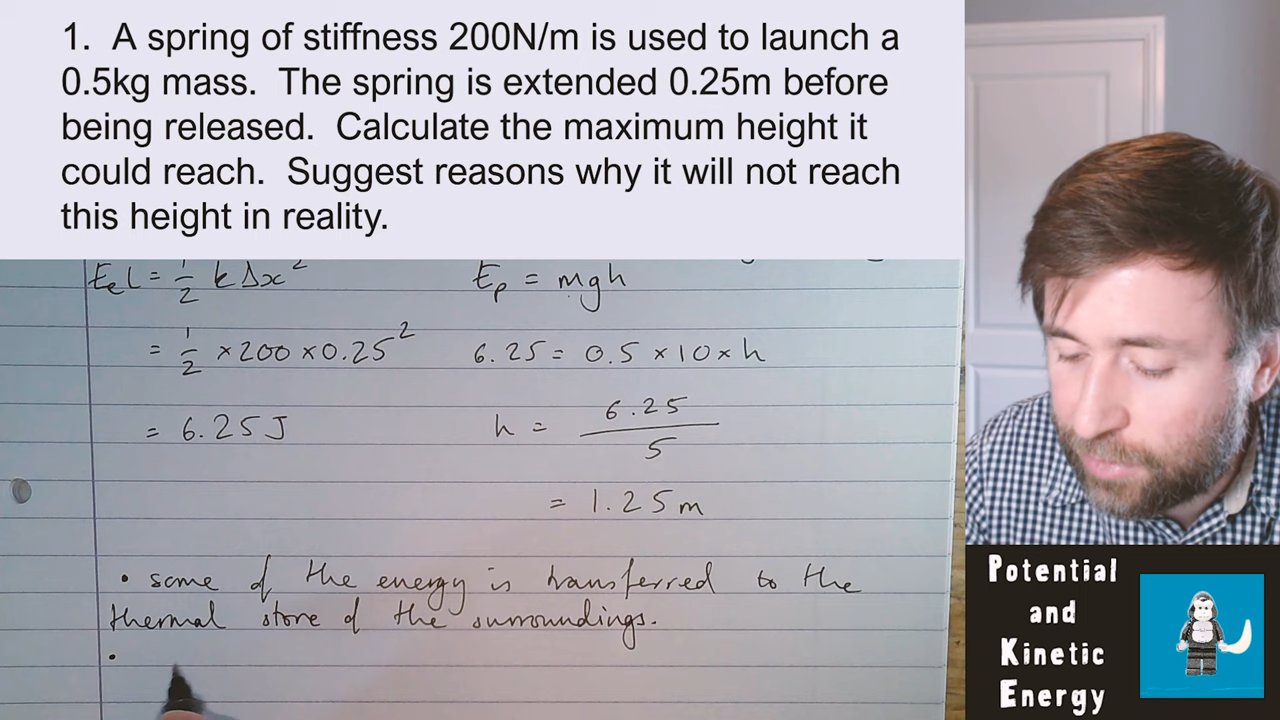 1. A spring of stiffness 200N/m is used to launch a
0.5kg mass. The spring is extended 0.25m before
being released. Calculate the maximum height it
could reach. Suggest reasons why it will not reach
this height in reality.
Eel = 1/2 kΔx²
= 1/2 × 200 × 0.25²
= 6.25J
Ep = mgh
6.25 = 0.5 × 10 × h
h = 6.25/5
= 1.25m
• some of the energy is transferred to the
thermal store of the surroundings.
•
Potential
and
Kinetic
Energy